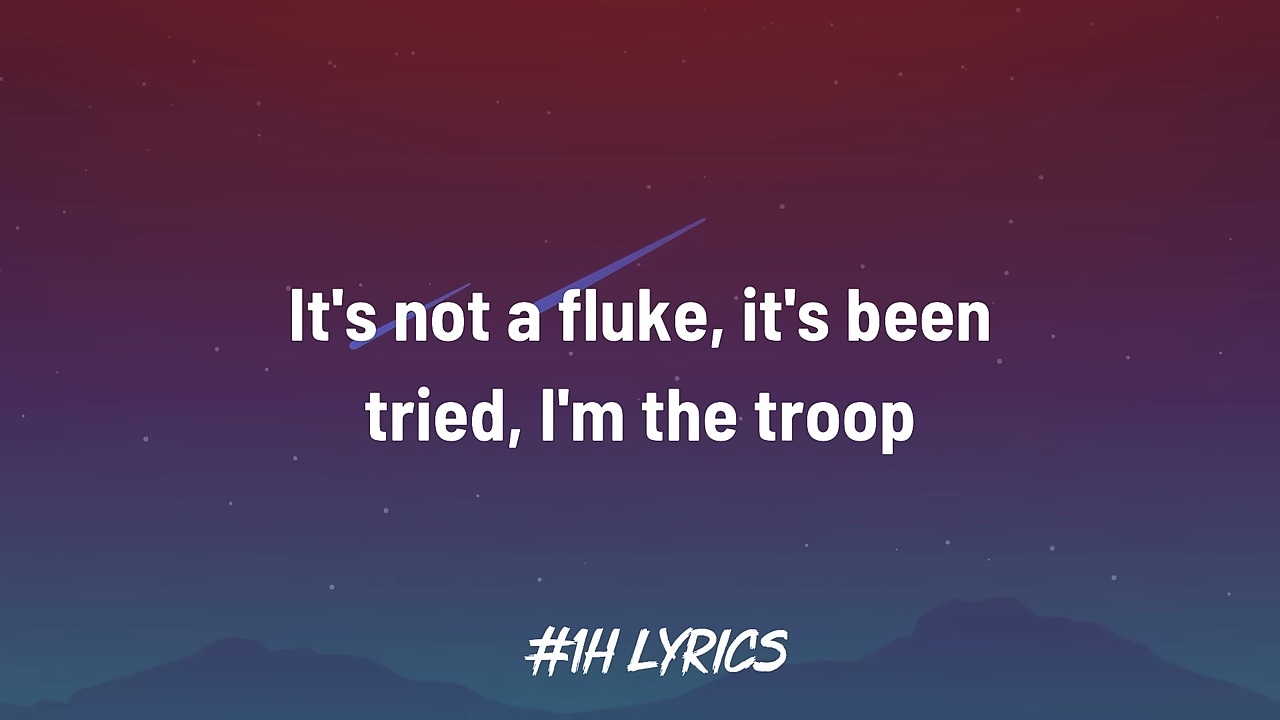 It's not a fluke, it's been
tried, I'm the troop
#1H LYRICS